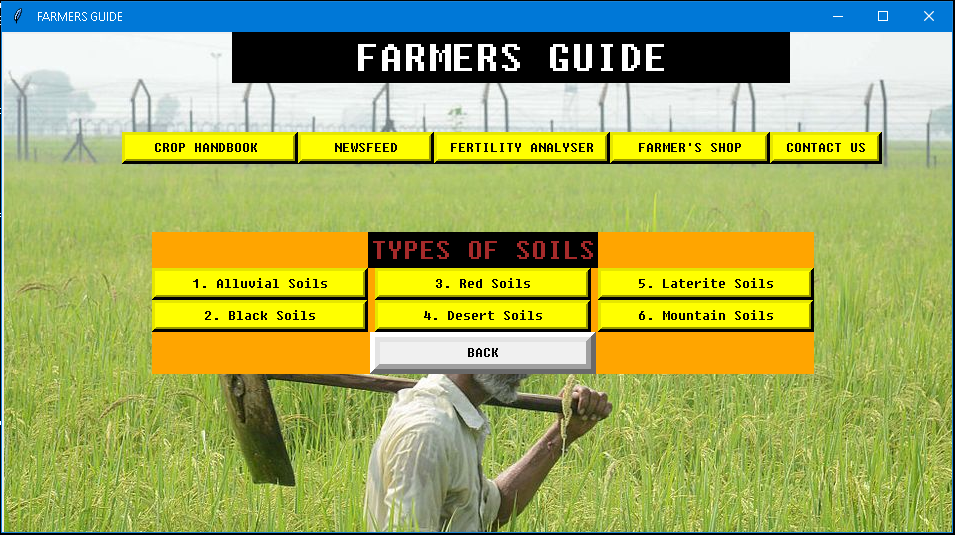 FARMERS GUIDE
FARMERS GUIDE
CROP HANDBOOK NEWSFEED FERTILITY ANALYSER FARMER'S SHOP CONTACT US
TYPES OF SOILS
1. Alluvial Soils 3. Red Soils 5. Laterite Soils
2. Black Soils 4. Desert Soils 6. Mountain Soils
BACK